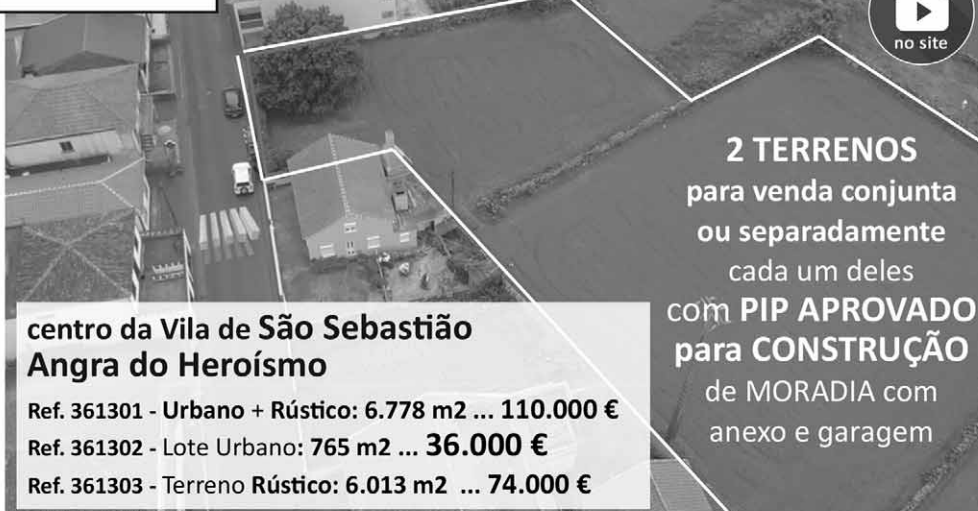 no site
2 TERRENOS
para venda conjunta
ou separadamente
cada um deles
com PIP APROVADO
para CONSTRUÇÃO
de MORADIA com
anexo e garagem
centro da Vila de São Sebastião
Angra do Heroísmo
Ref. 361301 - Urbano + Rústico: 6.778 m2 ... 110.000 €
Ref. 361302 - Lote Urbano: 765 m2 ... 36.000 €
Ref. 361303 - Terreno Rústico: 6.013 m2 ... 74.000 €